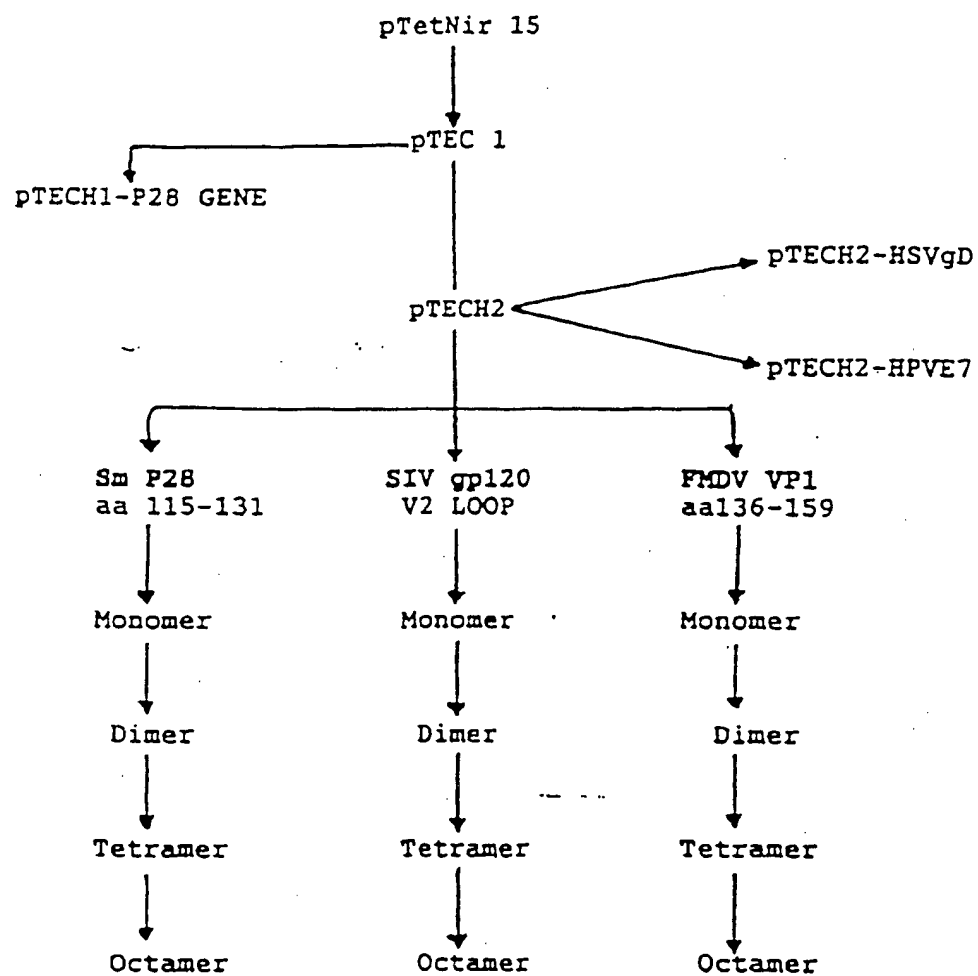 pTetNir 15
pTEC 1
pTECH1-P28 GENE
pTECH2-HSVgD
pTECH2
pTECH2-HPVE7
Sm P28
aa 115-131
SIV gp120
V2 LOOP
FMDV VP1
aa136-159
Monomer
Monomer
Monomer
Dimer
Dimer
Dimer
Tetramer
Tetramer
Tetramer
Octamer
Octamer
Octamer